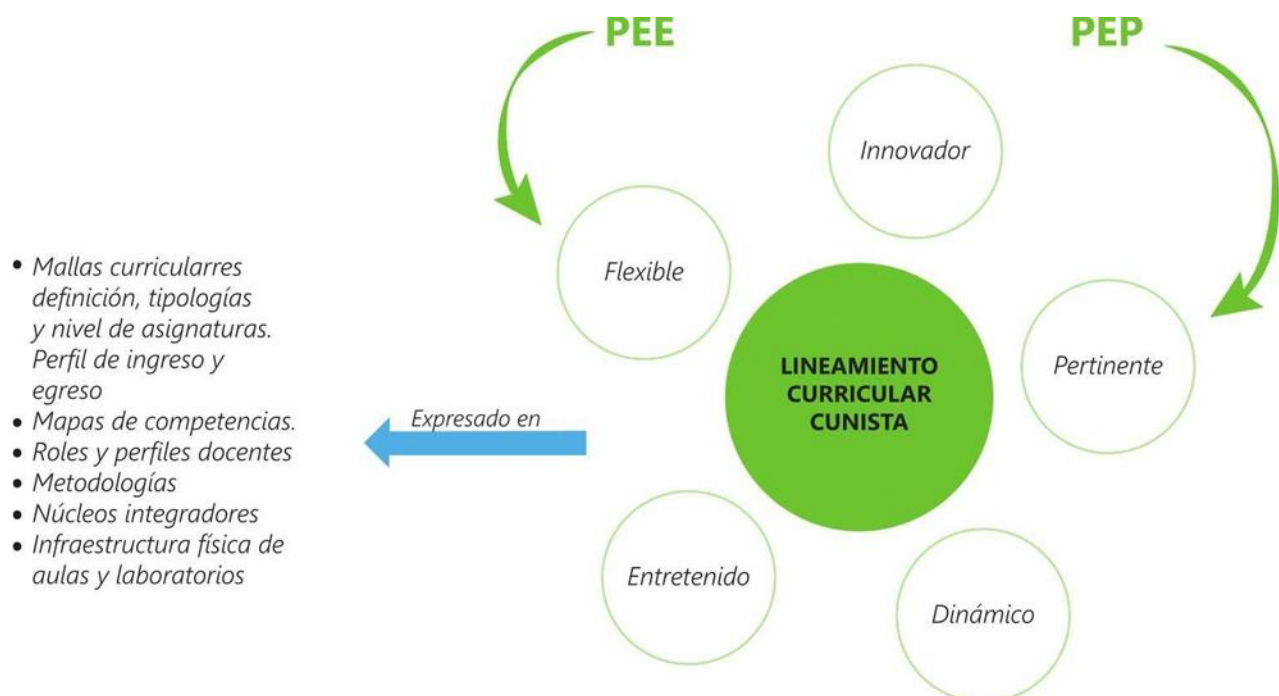 PEE
PEP
Innovador
Flexible
Pertinente
LINEAMIENTO
CURRICULAR
CUNISTA
Entretenido
Dinámico
Expresado en
• Mallas curricularres
definición, tipologías
y nivel de asignaturas.
Perfil de ingreso y
egreso
• Mapas de competencias.
• Roles y perfiles docentes
• Metodologías
• Núcleos integradores
• Infraestructura física de
aulas y laboratorios